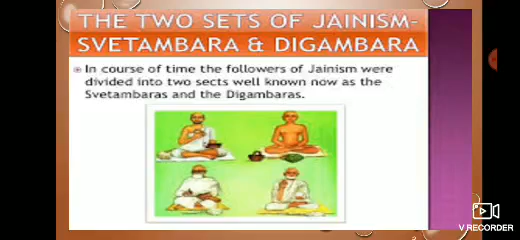 THE TWO SETS OF JAINISM-
SVETAMBARA & DIGAMBARA
In course of time the followers of Jainism were
divided into two sects well known now as the
Svetambaras and the Digambaras.
V RECORDER